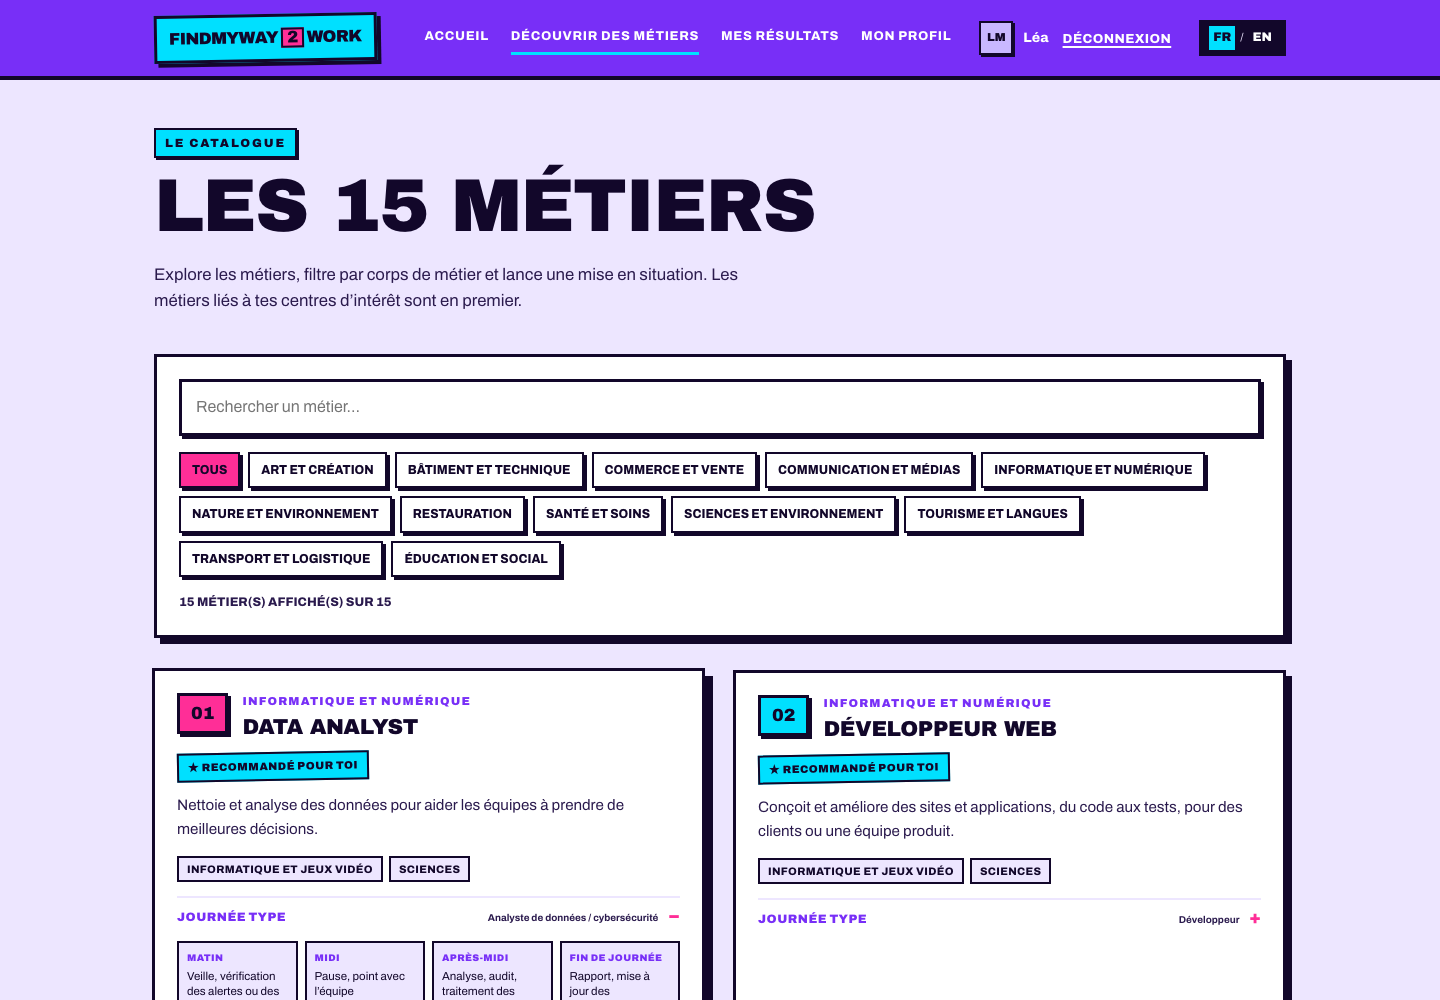 FINDMYWAY 2 WORK
ACCUEIL DÉCOUVRIR DES MÉTIERS MES RÉSULTATS MON PROFIL LM Léa DÉCONNEXION FR / EN
LE CATALOGUE
LES 15 MÉTIERS
Explore les métiers, filtre par corps de métier et lance une mise en situation. Les
métiers liés à tes centres d’intérêt sont en premier.
Rechercher un métier...
TOUS ART ET CRÉATION BÂTIMENT ET TECHNIQUE COMMERCE ET VENTE COMMUNICATION ET MÉDIAS INFORMATIQUE ET NUMÉRIQUE
NATURE ET ENVIRONNEMENT RESTAURATION SANTÉ ET SOINS SCIENCES ET ENVIRONNEMENT TOURISME ET LANGUES
TRANSPORT ET LOGISTIQUE ÉDUCATION ET SOCIAL
15 MÉTIER(S) AFFICHÉ(S) SUR 15
01
INFORMATIQUE ET NUMÉRIQUE
DATA ANALYST
★ RECOMMANDÉ POUR TOI
Nettoie et analyse des données pour aider les équipes à prendre de
meilleures décisions.
INFORMATIQUE ET JEUX VIDÉO SCIENCES
JOURNÉE TYPE Analyste de données / cybersécurité −
MATIN
Veille, vérification
des alertes ou des
MIDI
Pause, point avec
l’équipe
APRÈS-MIDI
Analyse, audit,
traitement des
FIN DE JOURNÉE
Rapport, mise à
jour des
02
INFORMATIQUE ET NUMÉRIQUE
DÉVELOPPEUR WEB
★ RECOMMANDÉ POUR TOI
Conçoit et améliore des sites et applications, du code aux tests, pour des
clients ou une équipe produit.
INFORMATIQUE ET JEUX VIDÉO SCIENCES
JOURNÉE TYPE Développeur +